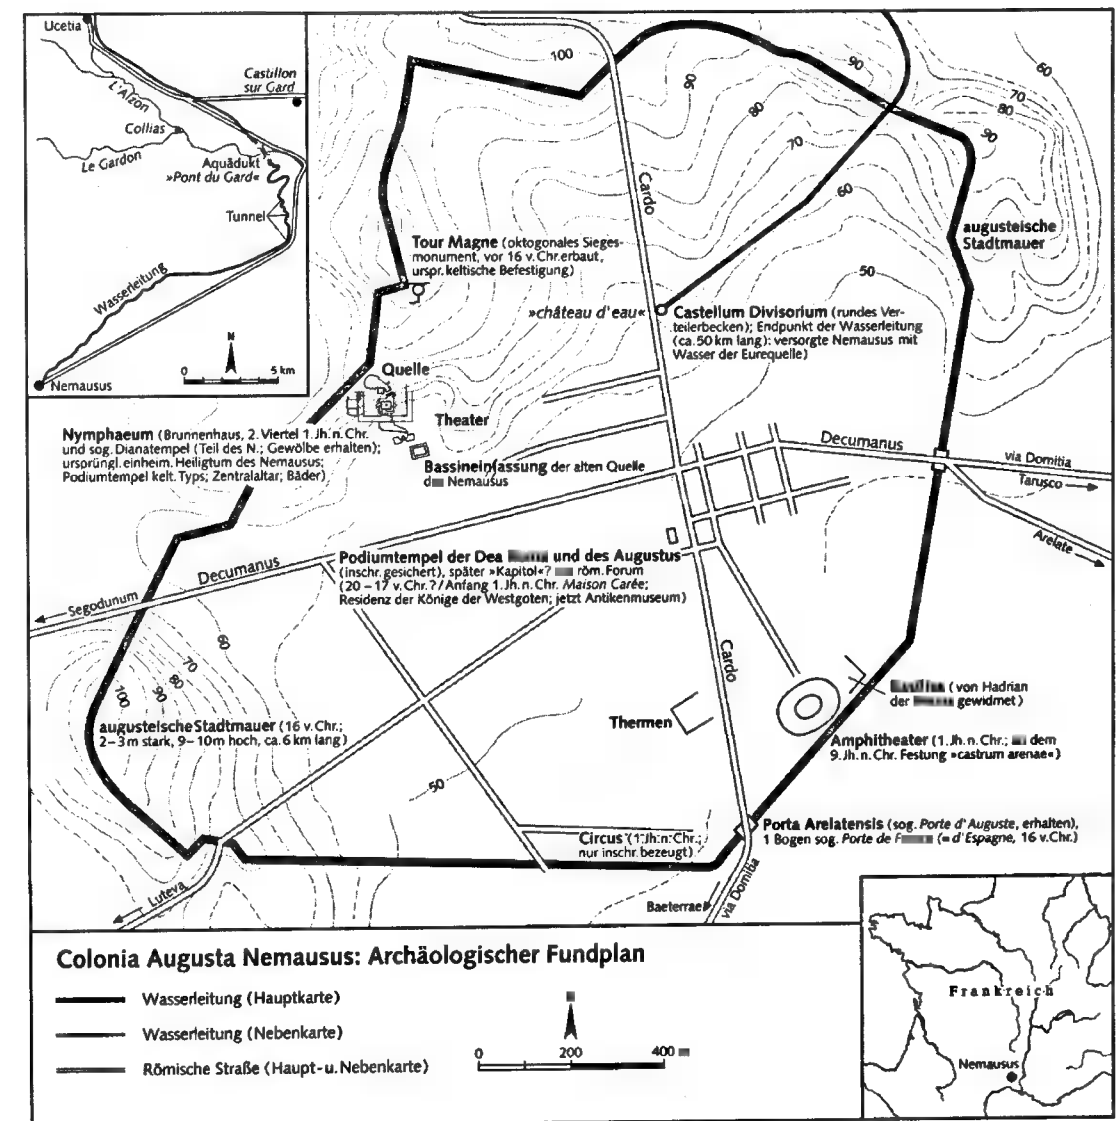 Ucetia
Castillon
sur Gard
L'Alzon
Collias
Le Gardon
Aquädukt
»Pont du Gard«
Tunnel
Wasserleitung
N
0 5 km
Nemausus
100
90
90
80
70
60
60
70
80
90
50
Cardo
augusteische
Stadtmauer
Tour Magne (oktogonales Sieges-
monument, vor 16 v. Chr. erbaut,
urspr. keltische Befestigung)
»château d'eau«
Castellum Divisorium (rundes Ver-
teilerbecken); Endpunkt der Wasserleitung
(ca. 50 km lang): versorgte Nemausus mit
Wasser der Eurequelle)
Quelle
Theater
Nymphaeum (Brunnenhaus, 2. Viertel 1. Jh. n. Chr.
und sog. Dianatempel (Teil des N.; Gewölbe erhalten);
ursprüngl. einheim. Heiligtum des Nemausus;
Podiumtempel kelt. Typs; Zentralaltar; Bäder)
Bassineinfassung der alten Quelle
Nemausus
Decumanus
via Domitia
Tarusco
Arelate
Podiumtempel der Dea und des Augustus
(inschr. gesichert), später »Kapitol«? röm. Forum
(20 – 17 v. Chr.? / Anfang 1. Jh. n. Chr. Maison Carée;
Residenz der Könige der Westgoten; jetzt Antikenmuseum)
Decumanus
Segodunum
60
70
80
90
100
augusteische Stadtmauer (16 v. Chr.;
2–3 m stark, 9–10 m hoch, ca. 6 km lang)
50
Cardo
Thermen
(von Hadrian
der gewidmet)
Amphitheater (1. Jh. n. Chr.; dem
9. Jh. n. Chr. Festung »castrum arenae«)
Circus (1. Jh. n. Chr.;
nur inschr. bezeugt)
Porta Arelatensis (sog. Porte d'Auguste, erhalten),
1 Bogen sog. Porte de (= d'Espagne, 16 v. Chr.)
Luteva
Baeterrae
via Domitia
Colonia Augusta Nemausus: Archäologischer Fundplan
Wasserleitung (Hauptkarte)
Wasserleitung (Nebenkarte)
Römische Straße (Haupt- u. Nebenkarte)
0 200 400
Frankreich
Nemausus